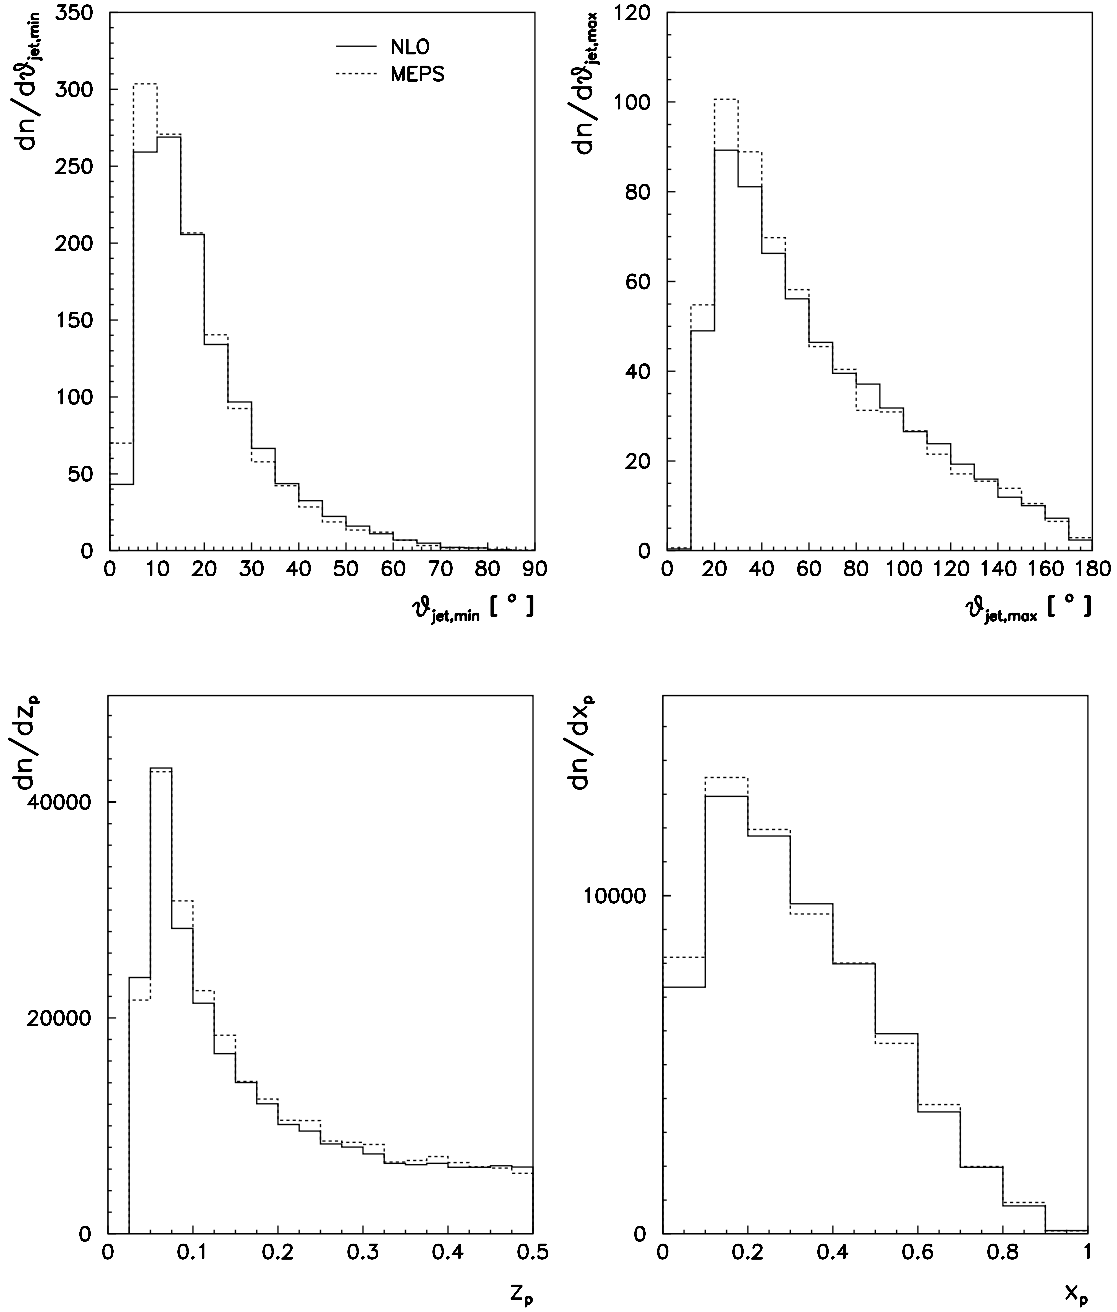 dn/dϑjet,min
350
300
250
200
150
100
50
0
NLO
MEPS
0 10 20 30 40 50 60 70 80 90
ϑjet,min [ ° ]
dn/dϑjet,max
120
100
80
60
40
20
0
0 20 40 60 80 100 120 140 160 180
ϑjet,max [ ° ]
dn/dzp
40000
20000
0
0 0.1 0.2 0.3 0.4 0.5
zp
dn/dxp
10000
0
0 0.2 0.4 0.6 0.8 1
xp